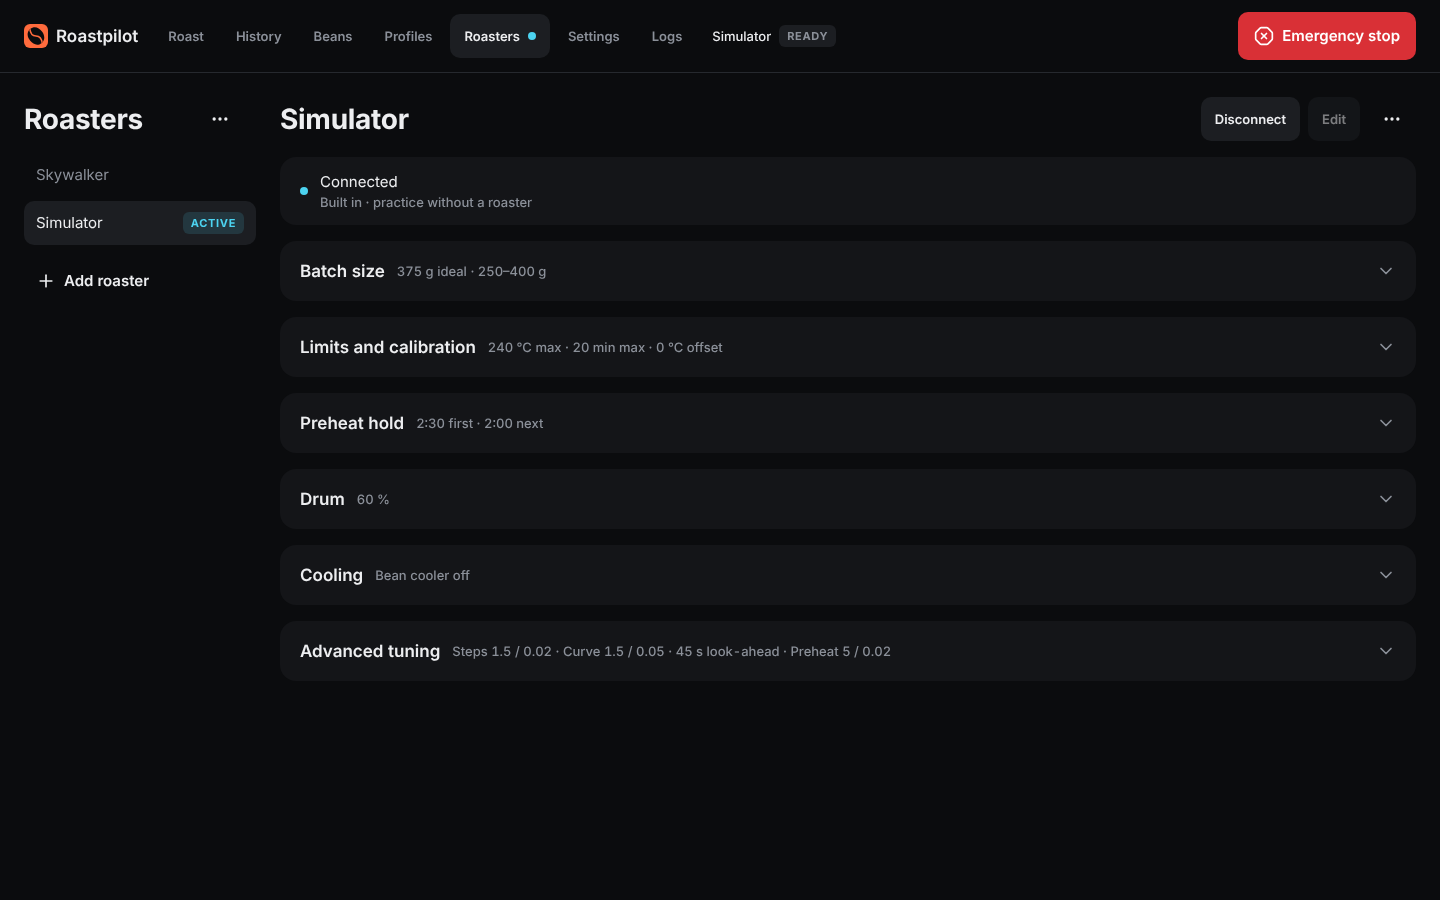 Roastpilot Roast History Beans Profiles Roasters Settings Logs Simulator READY Emergency stop
Roasters
Skywalker
Simulator ACTIVE
Add roaster
Simulator Disconnect Edit
Connected
Built in · practice without a roaster
Batch size 375 g ideal · 250–400 g
Limits and calibration 240 °C max · 20 min max · 0 °C offset
Preheat hold 2:30 first · 2:00 next
Drum 60 %
Cooling Bean cooler off
Advanced tuning Steps 1.5 / 0.02 · Curve 1.5 / 0.05 · 45 s look-ahead · Preheat 5 / 0.02